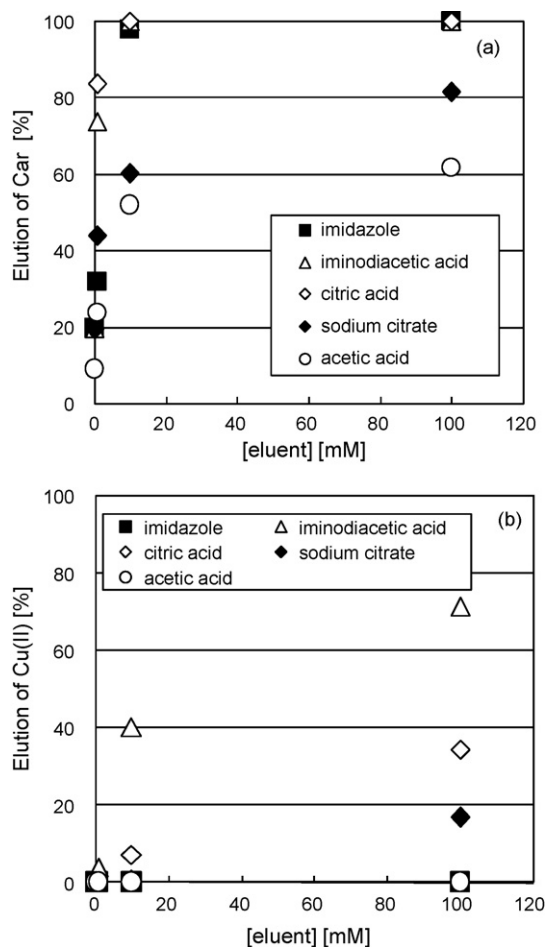 100
(a)
80
60
40
20
0
Elution of Car [%]
imidazole
iminodiacetic acid
citric acid
sodium citrate
acetic acid
0 20 40 60 80 100 120
[eluent] [mM]
100
(b)
80
60
40
20
0
Elution of Cu(II) [%]
imidazole iminodiacetic acid
citric acid sodium citrate
acetic acid
0 20 40 60 80 100 120
[eluent] [mM]